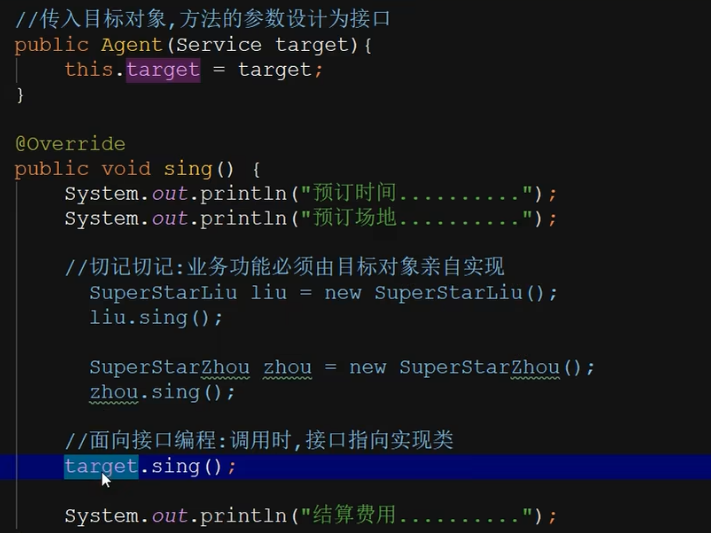 //传入目标对象,方法的参数设计为接口
public Agent(Service target){
this.target = target;
}
@Override
public void sing() {
System.out.println("预订时间..........");
System.out.println("预订场地..........");
//切记切记:业务功能必须由目标对象亲自实现
SuperStarLiu liu = new SuperStarLiu();
liu.sing();
SuperStarZhou zhou = new SuperStarZhou();
zhou.sing();
//面向接口编程:调用时,接口指向实现类
target.sing();
System.out.println("结算费用..........");